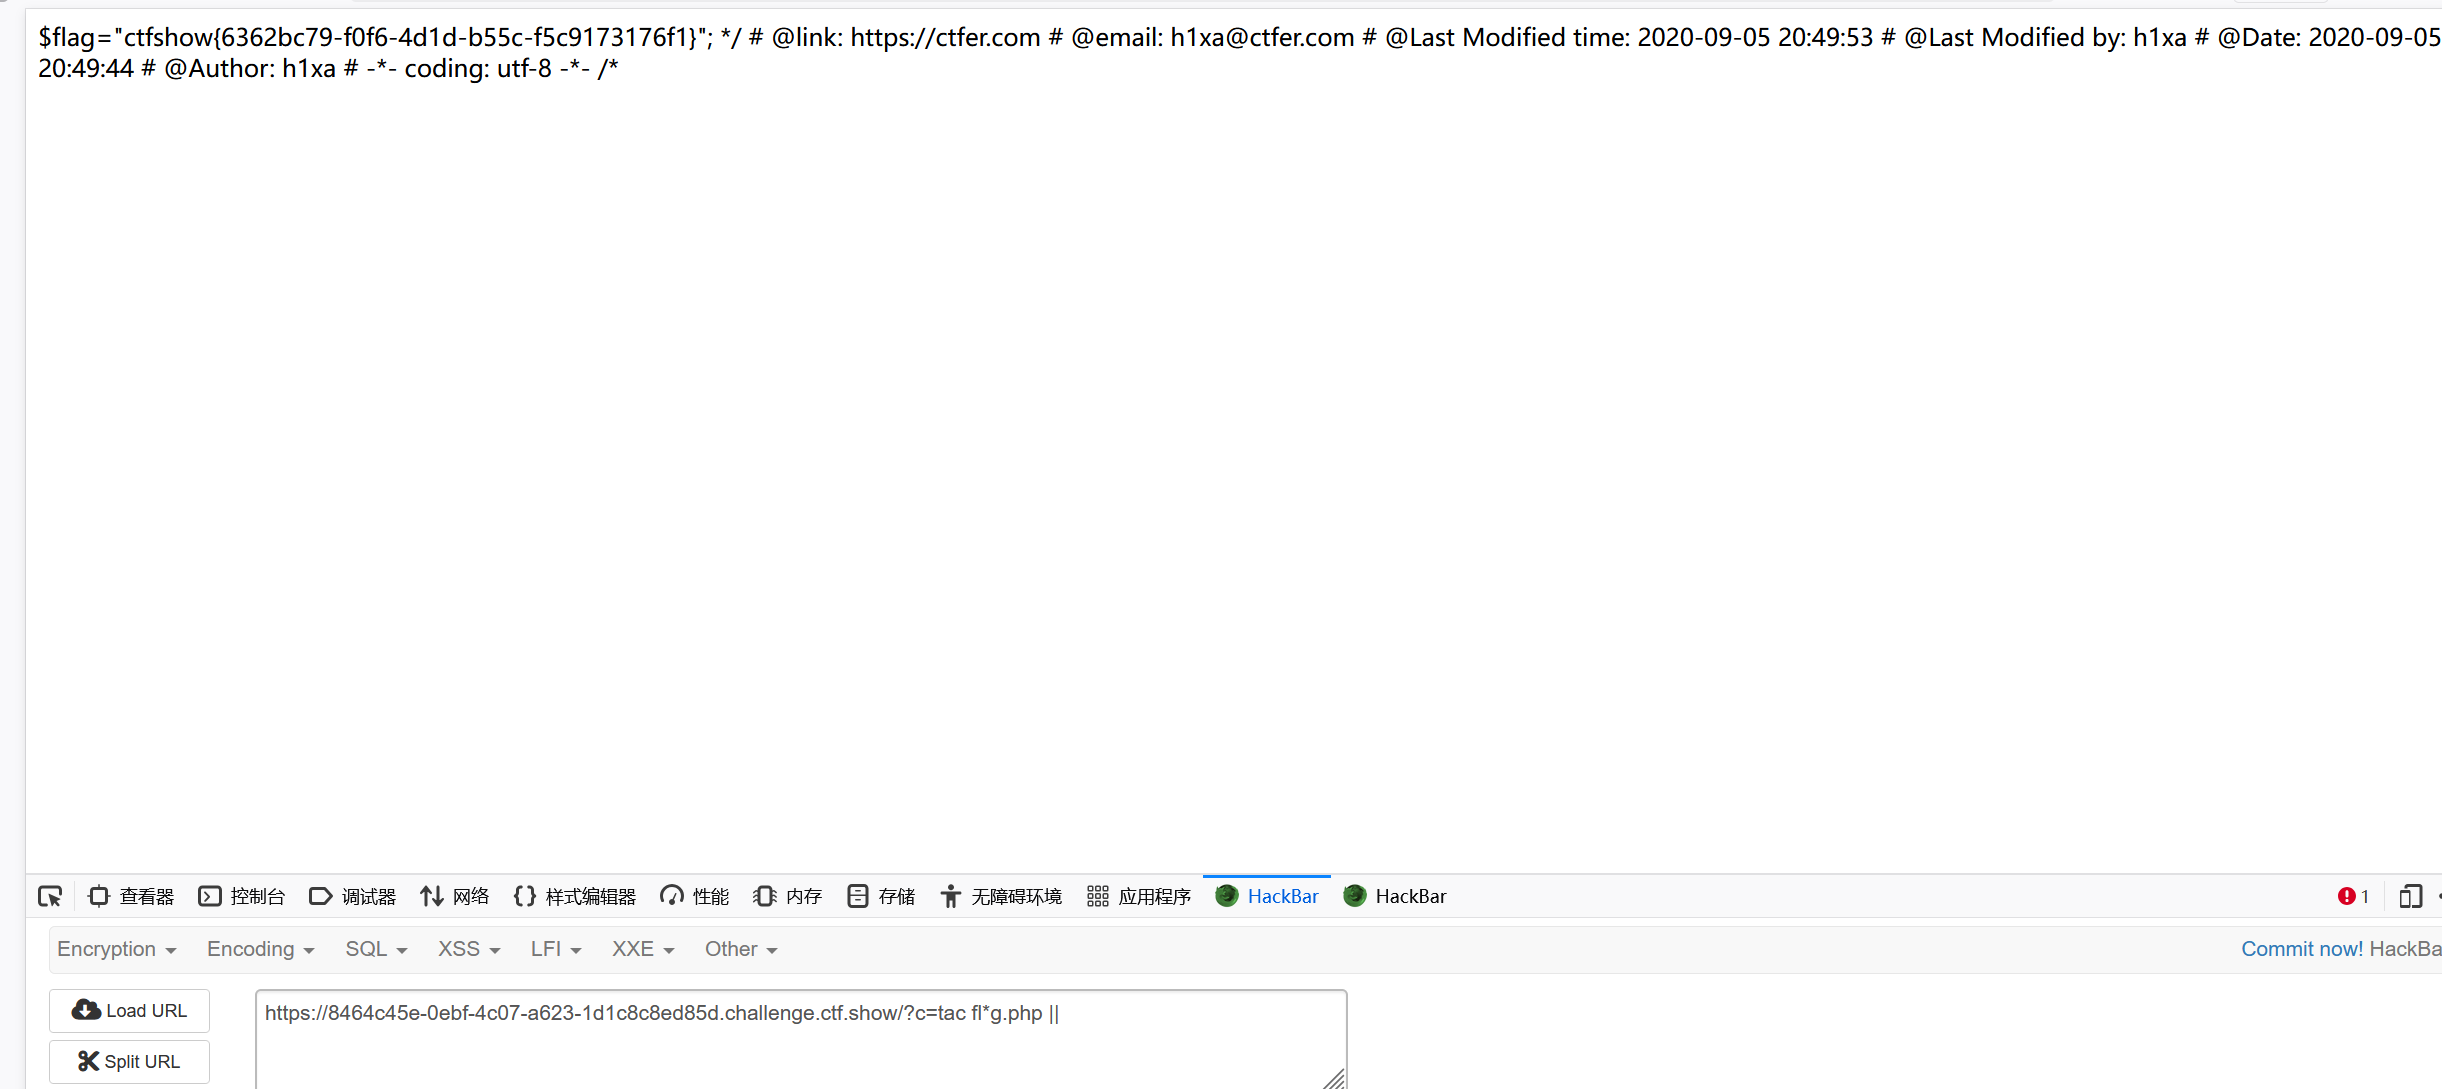 $flag="ctfshow{6362bc79-f0f6-4d1d-b55c-f5c9173176f1}"; */ # @link: https://ctfer.com # @email: h1xa@ctfer.com # @Last Modified time: 2020-09-05 20:49:53 # @Last Modified by: h1xa # @Date: 2020-09-05
20:49:44 # @Author: h1xa # -*- coding: utf-8 -*- /*
查看器 控制台 调试器 网络 样式编辑器 性能 内存 存储 无障碍环境 应用程序 HackBar HackBar 1
Encryption Encoding SQL XSS LFI XXE Other Commit now! HackBa
Load URL https://8464c45e-0ebf-4c07-a623-1d1c8c8ed85d.challenge.ctf.show/?c=tac fl*g.php ||
Split URL